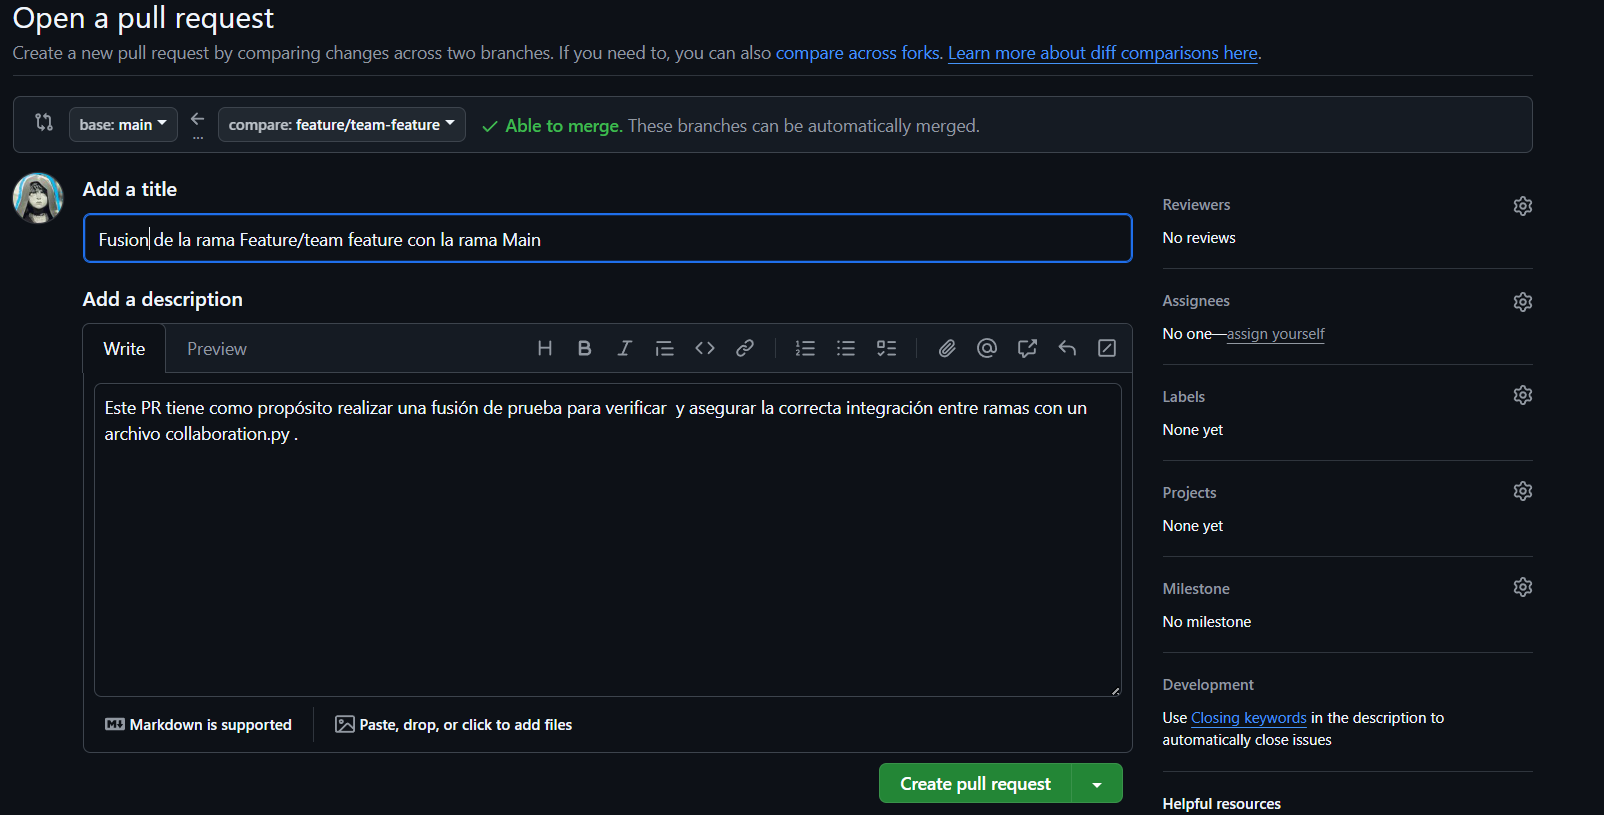 Open a pull request
Create a new pull request by comparing changes across two branches. If you need to, you can also compare across forks. Learn more about diff comparisons here.
base: main
...
compare: feature/team-feature
Able to merge. These branches can be automatically merged.
Add a title
Fusion de la rama Feature/team feature con la rama Main
Add a description
Write
Preview
Este PR tiene como propósito realizar una fusión de prueba para verificar  y asegurar la correcta integración entre ramas con un
archivo collaboration.py .
Markdown is supported
Paste, drop, or click to add files
Create pull request
Reviewers
No reviews
Assignees
No one—assign yourself
Labels
None yet
Projects
None yet
Milestone
No milestone
Development
Use Closing keywords in the description to
automatically close issues
Helpful resources